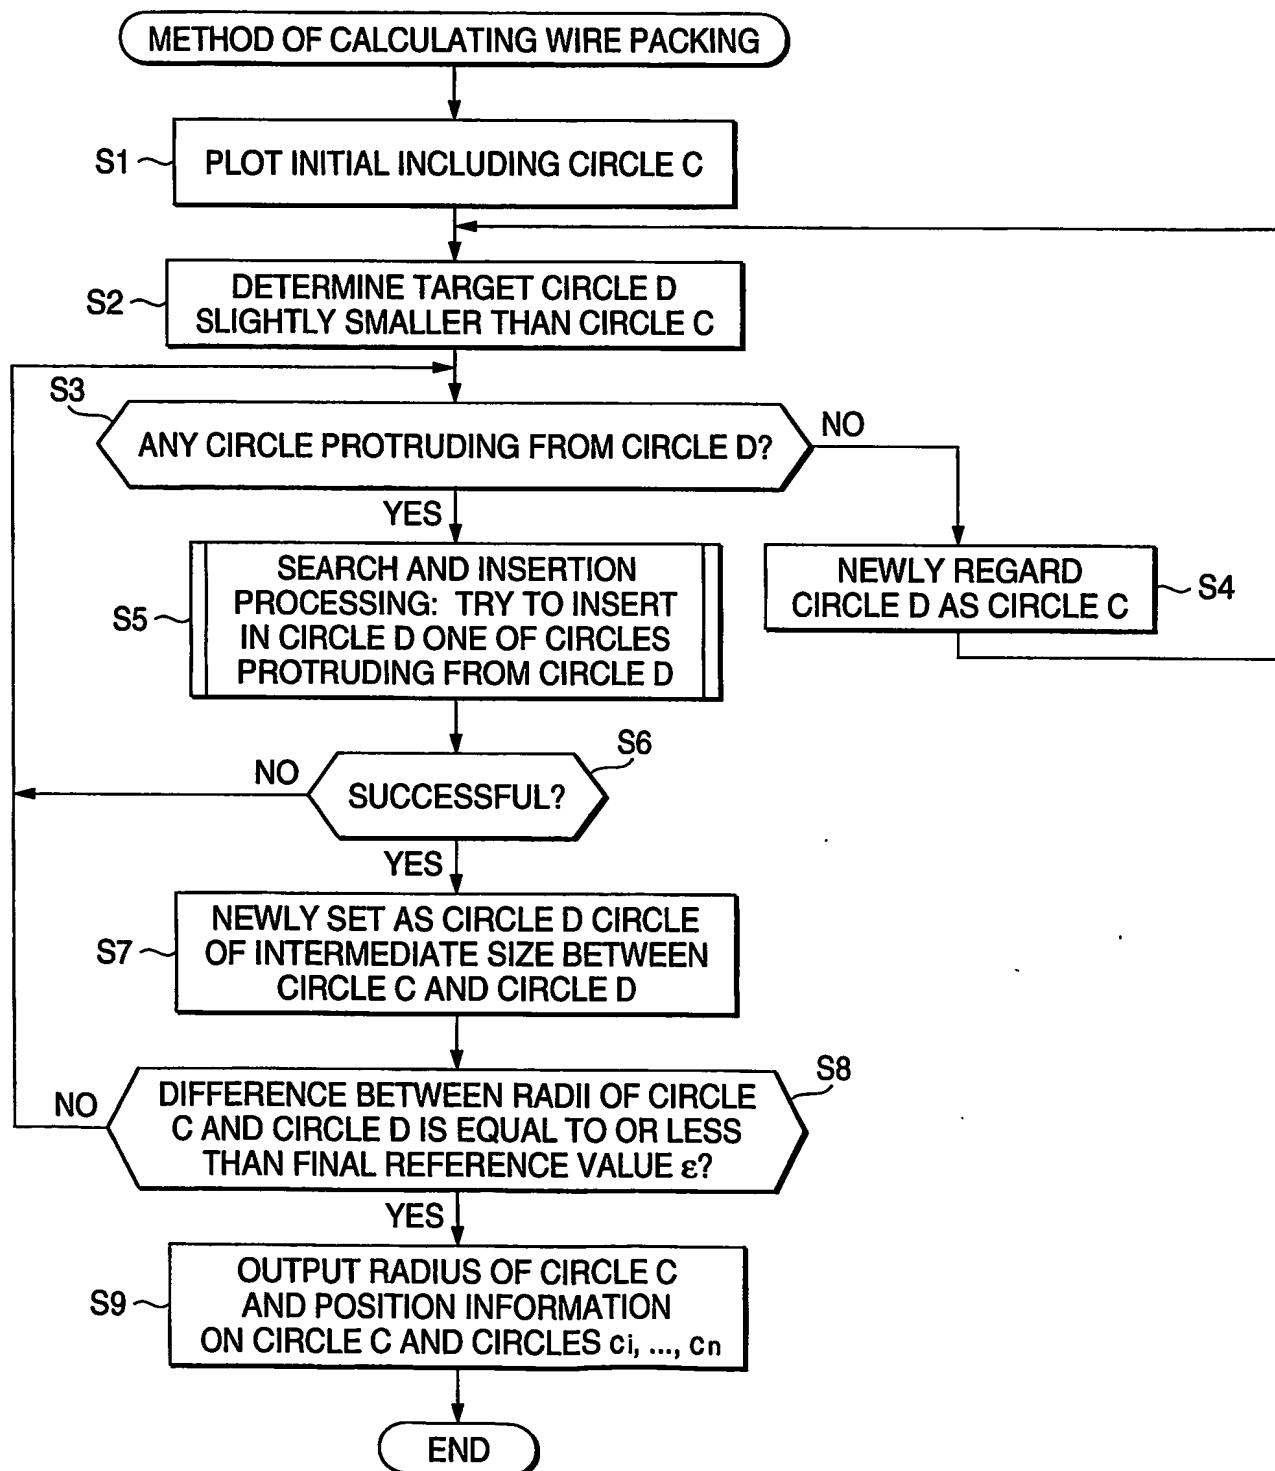 METHOD OF CALCULATING WIRE PACKING
S1
PLOT INITIAL INCLUDING CIRCLE C
S2
DETERMINE TARGET CIRCLE D
SLIGHTLY SMALLER THAN CIRCLE C
S3
ANY CIRCLE PROTRUDING FROM CIRCLE D?
NO
YES
S5
SEARCH AND INSERTION
PROCESSING: TRY TO INSERT
IN CIRCLE D ONE OF CIRCLES
PROTRUDING FROM CIRCLE D
NEWLY REGARD
CIRCLE D AS CIRCLE C
S4
S6
NO
SUCCESSFUL?
YES
S7
NEWLY SET AS CIRCLE D CIRCLE
OF INTERMEDIATE SIZE BETWEEN
CIRCLE C AND CIRCLE D
S8
NO
DIFFERENCE BETWEEN RADII OF CIRCLE
C AND CIRCLE D IS EQUAL TO OR LESS
THAN FINAL REFERENCE VALUE ε?
YES
S9
OUTPUT RADIUS OF CIRCLE C
AND POSITION INFORMATION
ON CIRCLE C AND CIRCLES ci, ..., cn
END